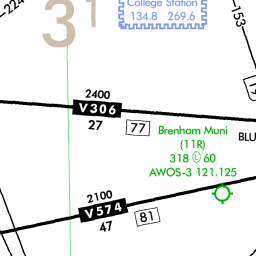 College Station
134.8 269.6
224
153
31
2400
V306
27
77
Brenham Muni
(11R)
318 60
AWOS-3 121.125
BLU
2100
V574
47
81